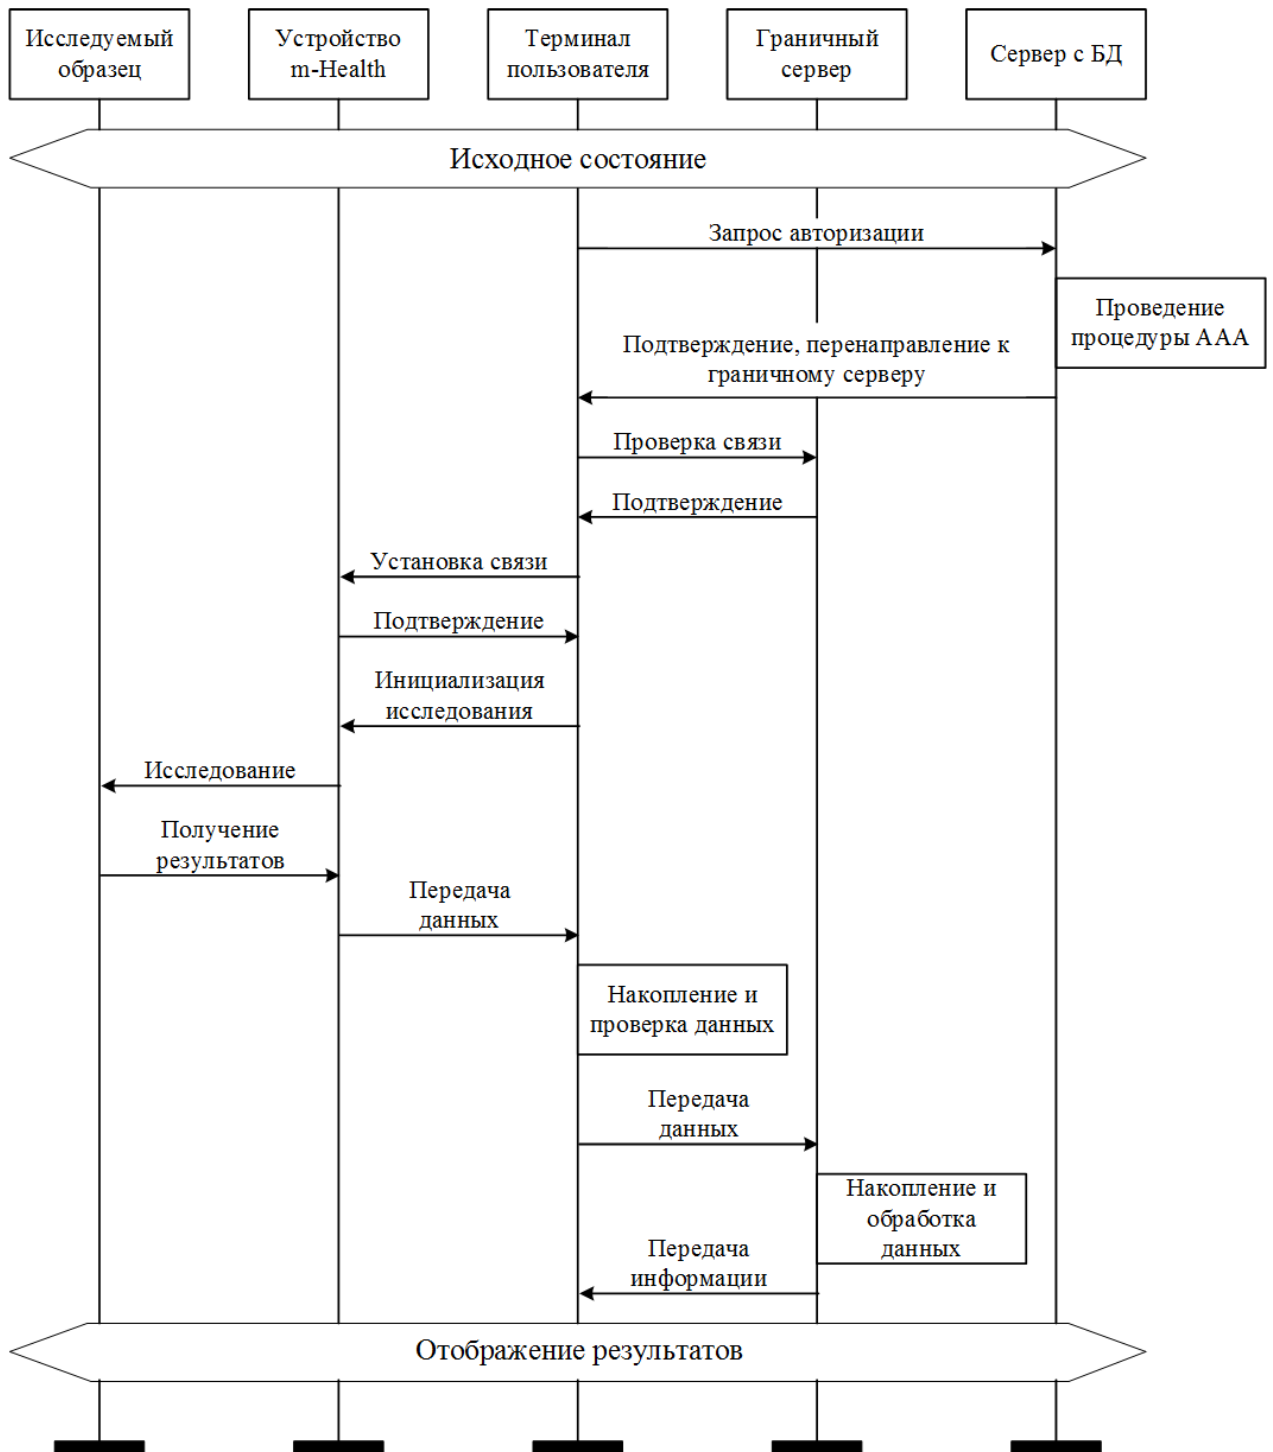 Исследуемый
образец
Устройство
m-Health
Терминал
пользователя
Граничный
сервер
Сервер с БД
Исходное состояние
Запрос авторизации
Проведение
процедуры ААА
Подтверждение, перенаправление к
граничному серверу
Проверка связи
Подтверждение
Установка связи
Подтверждение
Инициализация
исследования
Исследование
Получение
результатов
Передача
данных
Накопление и
проверка данных
Передача
данных
Накопление и
обработка
данных
Передача
информации
Отображение результатов